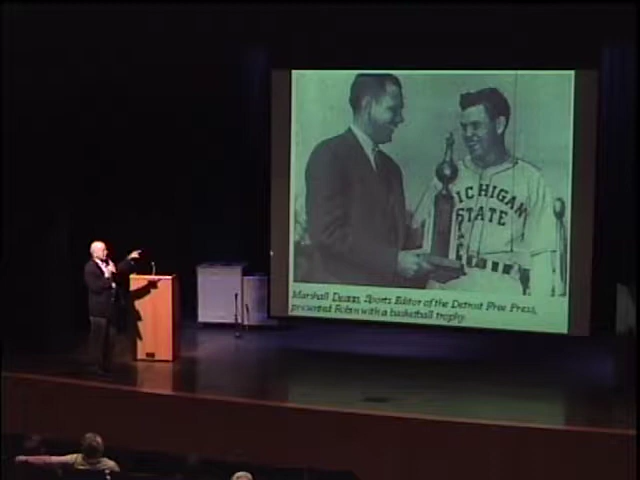 MICHIGAN
STATE
Marshall Dann, Sports Editor of the Detroit Free Press,
presented Robin with a basketball trophy.